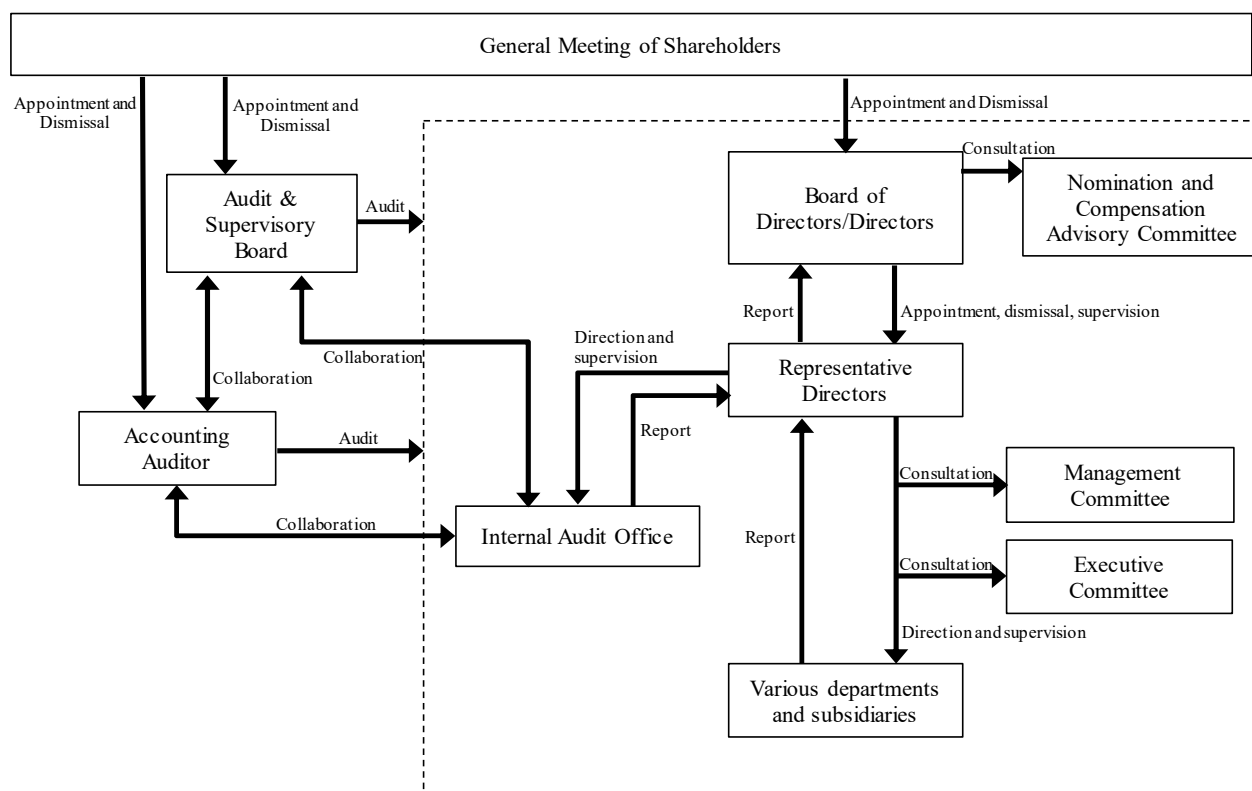 General Meeting of Shareholders
Appointment and
Dismissal
Appointment and
Dismissal
Appointment and Dismissal
Audit &
Supervisory
Board
Audit
Board of
Directors/Directors
Consultation
Nomination and
Compensation
Advisory Committee
Report
Appointment, dismissal, supervision
Collaboration
Direction and
supervision
Representative
Directors
Collaboration
Accounting
Auditor
Audit
Report
Consultation
Management
Committee
Collaboration
Internal Audit Office
Report
Consultation
Executive
Committee
Direction and supervision
Various departments
and subsidiaries